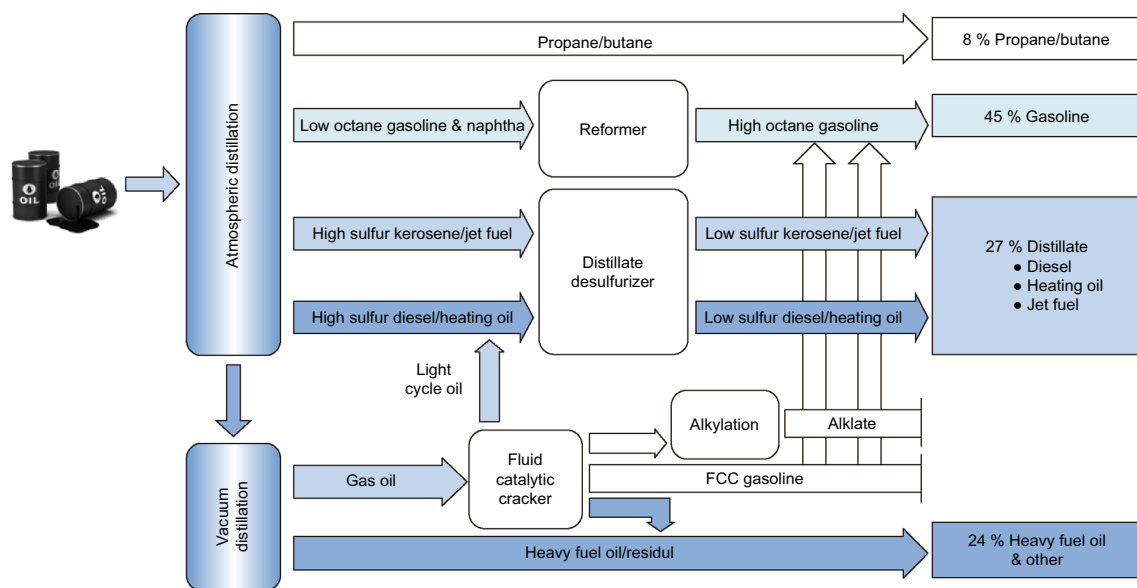 Propane/butane
8 % Propane/butane
Low octane gasoline & naphtha
Reformer
High octane gasoline
45 % Gasoline
OIL
OIL
Atmospheric distillation
High sulfur kerosene/jet fuel
Distillate
desulfurizer
Low sulfur kerosene/jet fuel
27 % Distillate
● Diesel
● Heating oil
● Jet fuel
High sulfur diesel/heating oil
Low sulfur diesel/heating oil
Light
cycle oil
Alkylation
Alklate
Vacuum
distillation
Gas oil
Fluid
catalytic
cracker
FCC gasoline
Heavy fuel oil/residul
24 % Heavy fuel oil
& other